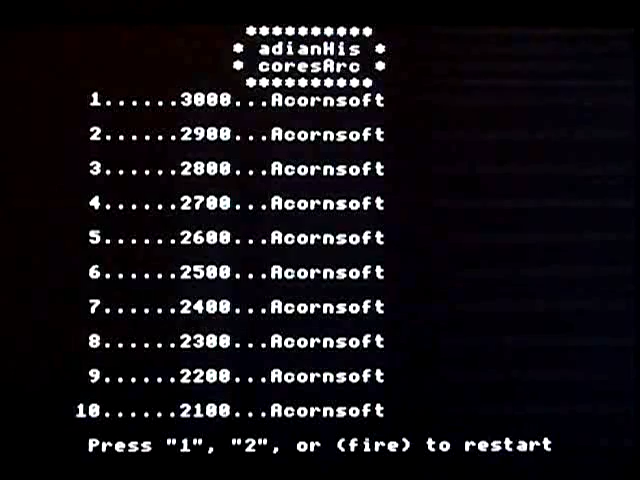 **********
* adianHis *
* coresArc *
**********
1......3000...Acornsoft
2......2900...Acornsoft
3......2800...Acornsoft
4......2700...Acornsoft
5......2600...Acornsoft
6......2500...Acornsoft
7......2400...Acornsoft
8......2300...Acornsoft
9......2200...Acornsoft
10......2100...Acornsoft
Press "1", "2", or (fire) to restart